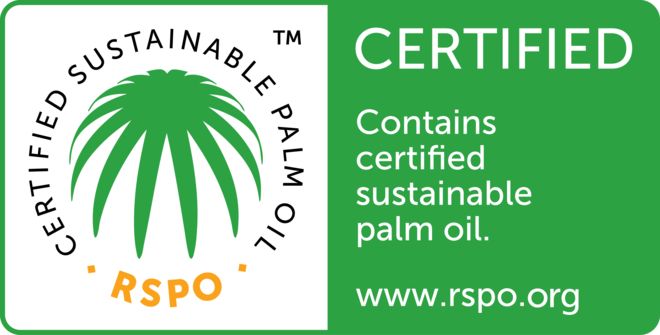 CERTIFIED SUSTAINABLE PALM OIL
TM
RSPO
CERTIFIED
Contains
certified
sustainable
palm oil.
www.rspo.org